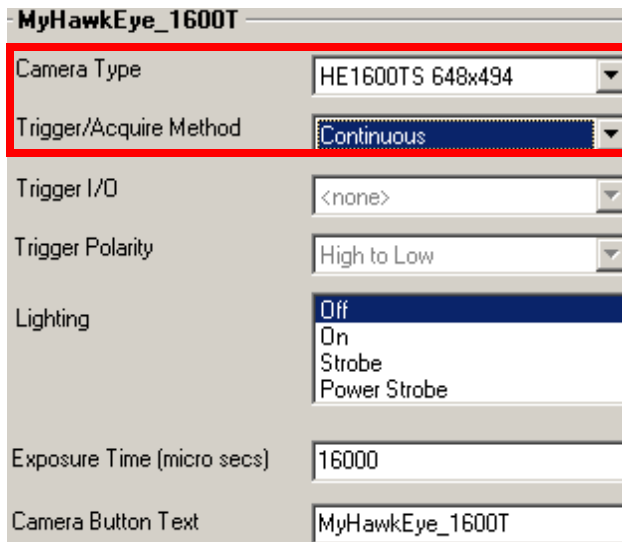 MyHawkEye_1600T
Camera Type HE1600TS 648x494
Trigger/Acquire Method Continuous
Trigger I/O <none>
Trigger Polarity High to Low
Lighting Off
On
Strobe
Power Strobe
Exposure Time (micro secs) 16000
Camera Button Text MyHawkEye_1600T